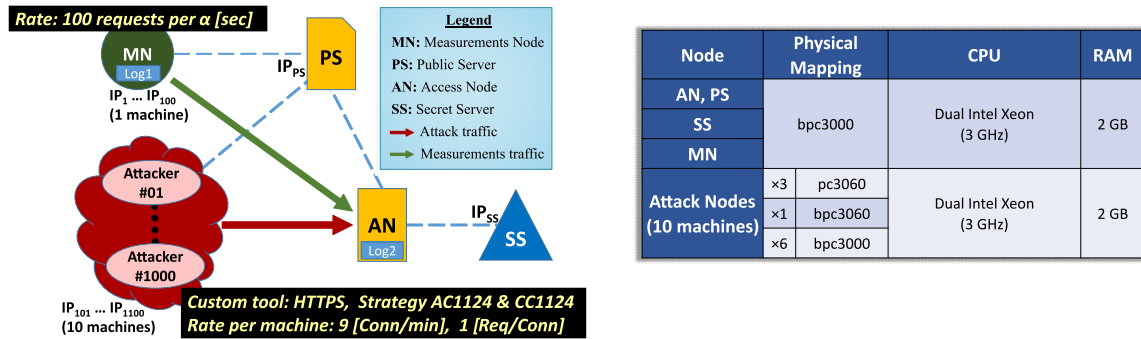 Rate: 100 requests per α [sec]
MN
Log1
IP1 ... IP100
(1 machine)
IPPS
PS
Legend
MN: Measurements Node
PS: Public Server
AN: Access Node
SS: Secret Server
Attack traffic
Measurements traffic
Attacker
#01
Attacker
#1000
IP101 ... IP1100
(10 machines)
AN
Log2
IPSS
SS
Custom tool: HTTPS, Strategy AC1124 & CC1124
Rate per machine: 9 [Conn/min], 1 [Req/Conn]
Node Physical Mapping CPU RAM
AN, PS
SS
MN
bpc3000
Dual Intel Xeon
(3 GHz)
2 GB
Attack Nodes
(10 machines)
×3 pc3060
×1 bpc3060
×6 bpc3000
Dual Intel Xeon
(3 GHz)
2 GB